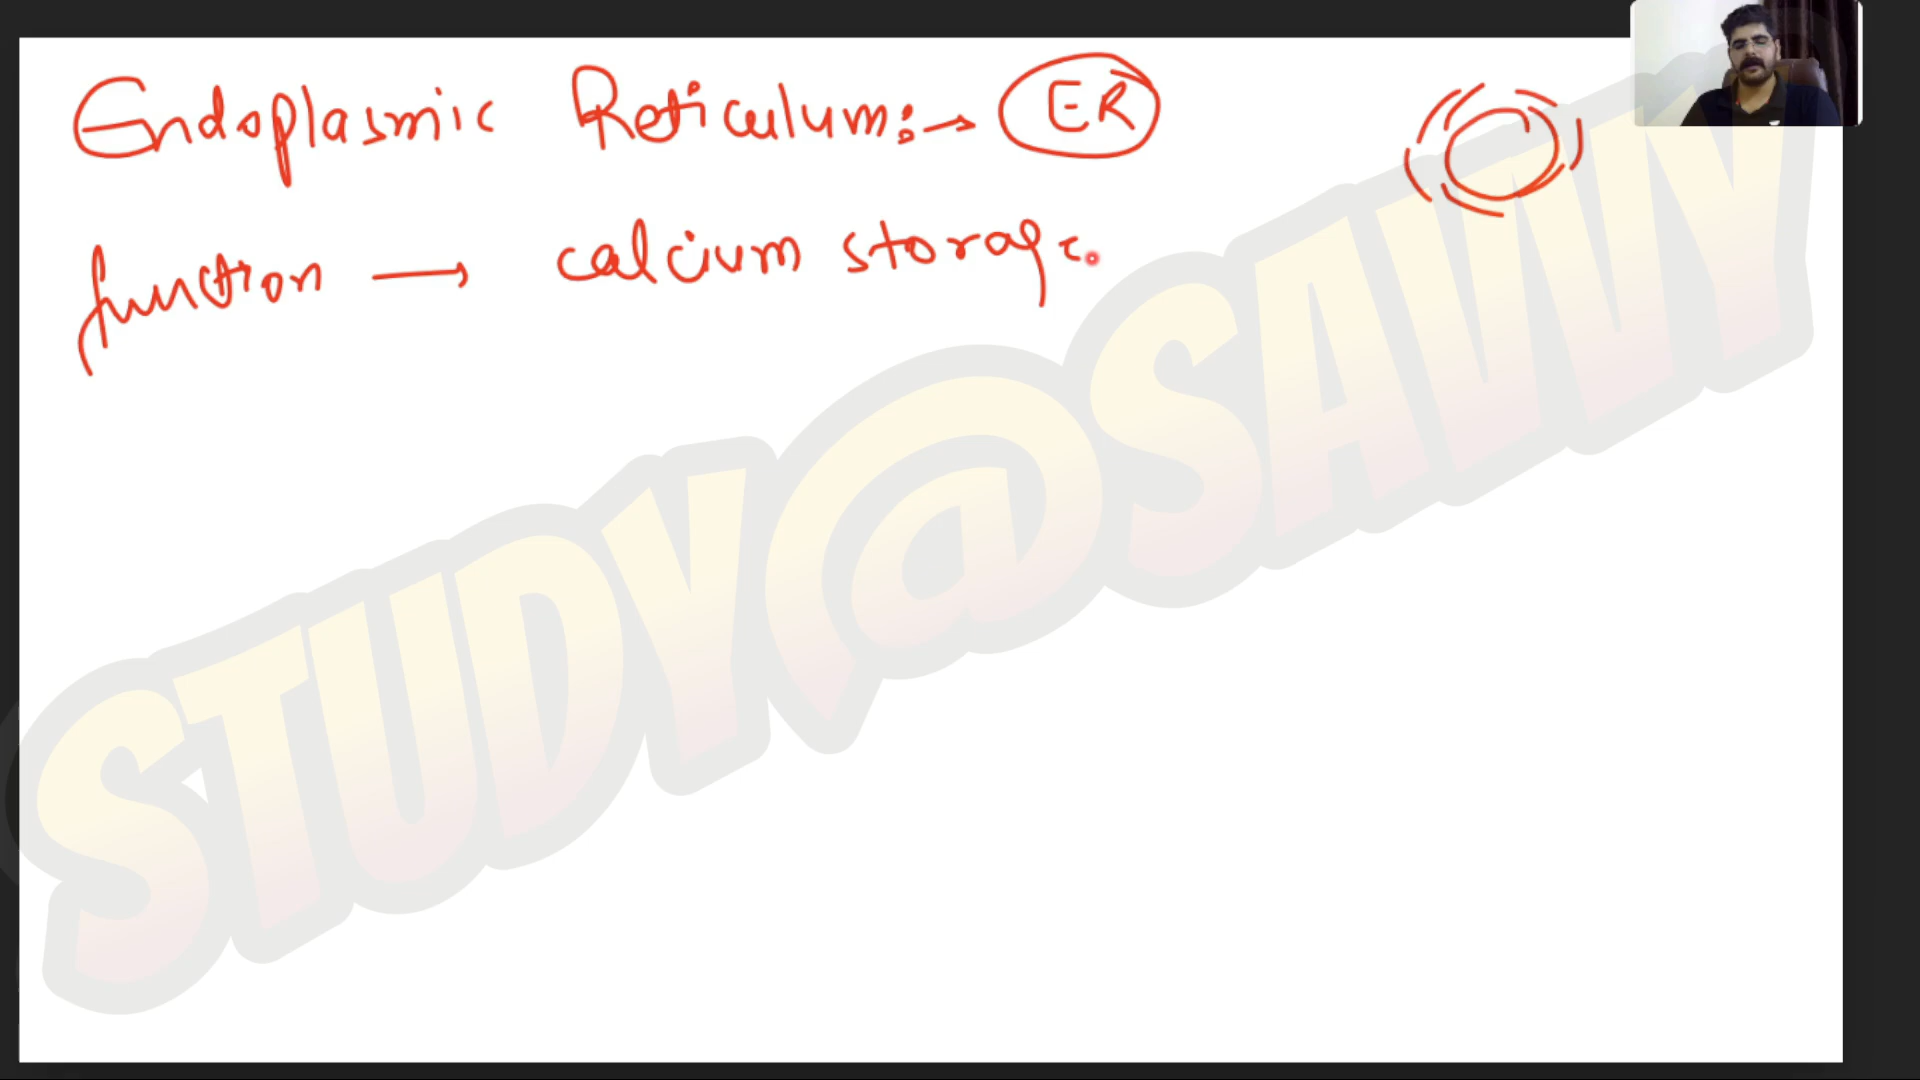 Endoplasmic Reticulum:→ ER
function → calcium storage
STUDY@SAVVY